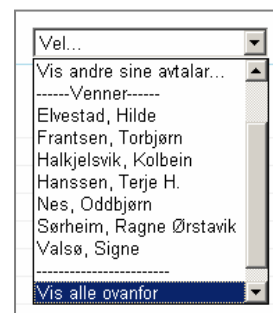 Vel...
Vis andre sine avtalar...
------Venner------
Elvestad, Hilde
Frantsen, Torbjørn
Halkjelsvik, Kolbein
Hanssen, Terje H.
Nes, Oddbjørn
Sørheim, Ragne Ørstavik
Valsø, Signe
------------------------
Vis alle ovanfor